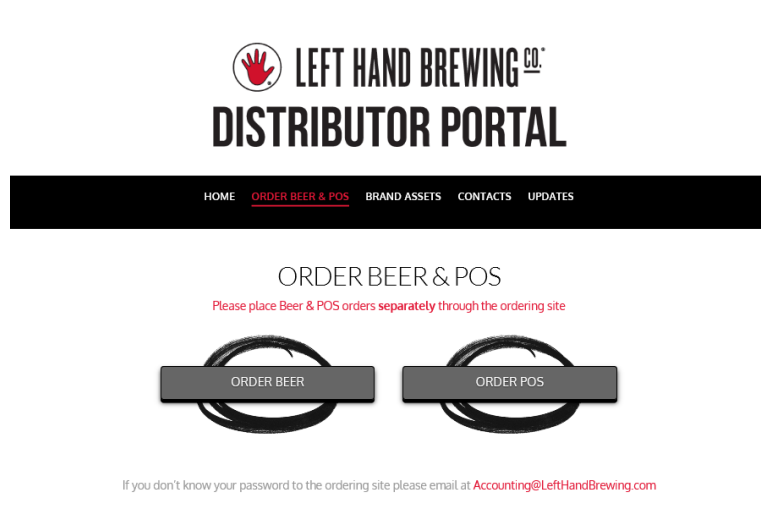 LEFT HAND BREWING CO.
DISTRIBUTOR PORTAL
HOME ORDER BEER & POS BRAND ASSETS CONTACTS UPDATES
ORDER BEER & POS
Please place Beer & POS orders separately through the ordering site
ORDER BEER ORDER POS
If you don't know your password to the ordering site please email at Accounting@LeftHandBrewing.com